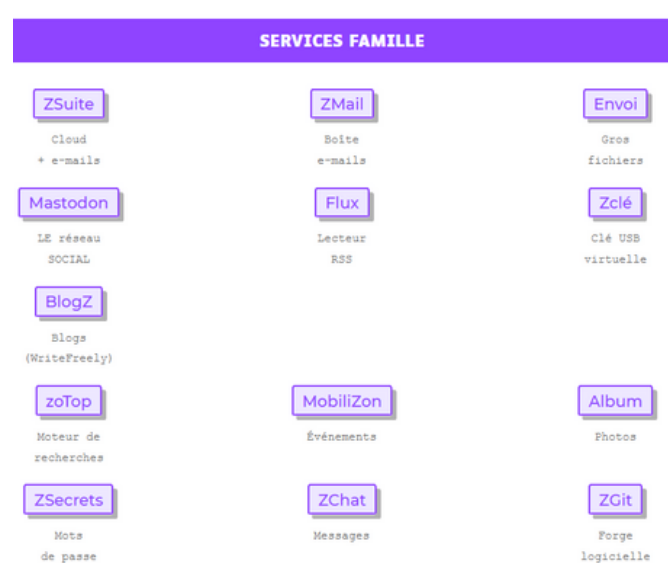 SERVICES FAMILLE
ZSuite
Cloud
+ e-mails
ZMail
Boîte
e-mails
Envoi
Gros
fichiers
Mastodon
LE réseau
SOCIAL
Flux
Lecteur
RSS
Zclé
Clé USB
virtuelle
BlogZ
Blogs
(WriteFreely)
zoTop
Moteur de
recherches
MobiliZon
Événements
Album
Photos
ZSecrets
Mots
de passe
ZChat
Messages
ZGit
Forge
logicielle